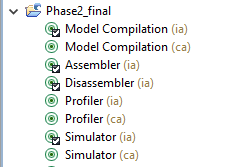 Phase2_final
Model Compilation (ia)
Model Compilation (ca)
Assembler (ia)
Disassembler (ia)
Profiler (ia)
Profiler (ca)
Simulator (ia)
Simulator (ca)